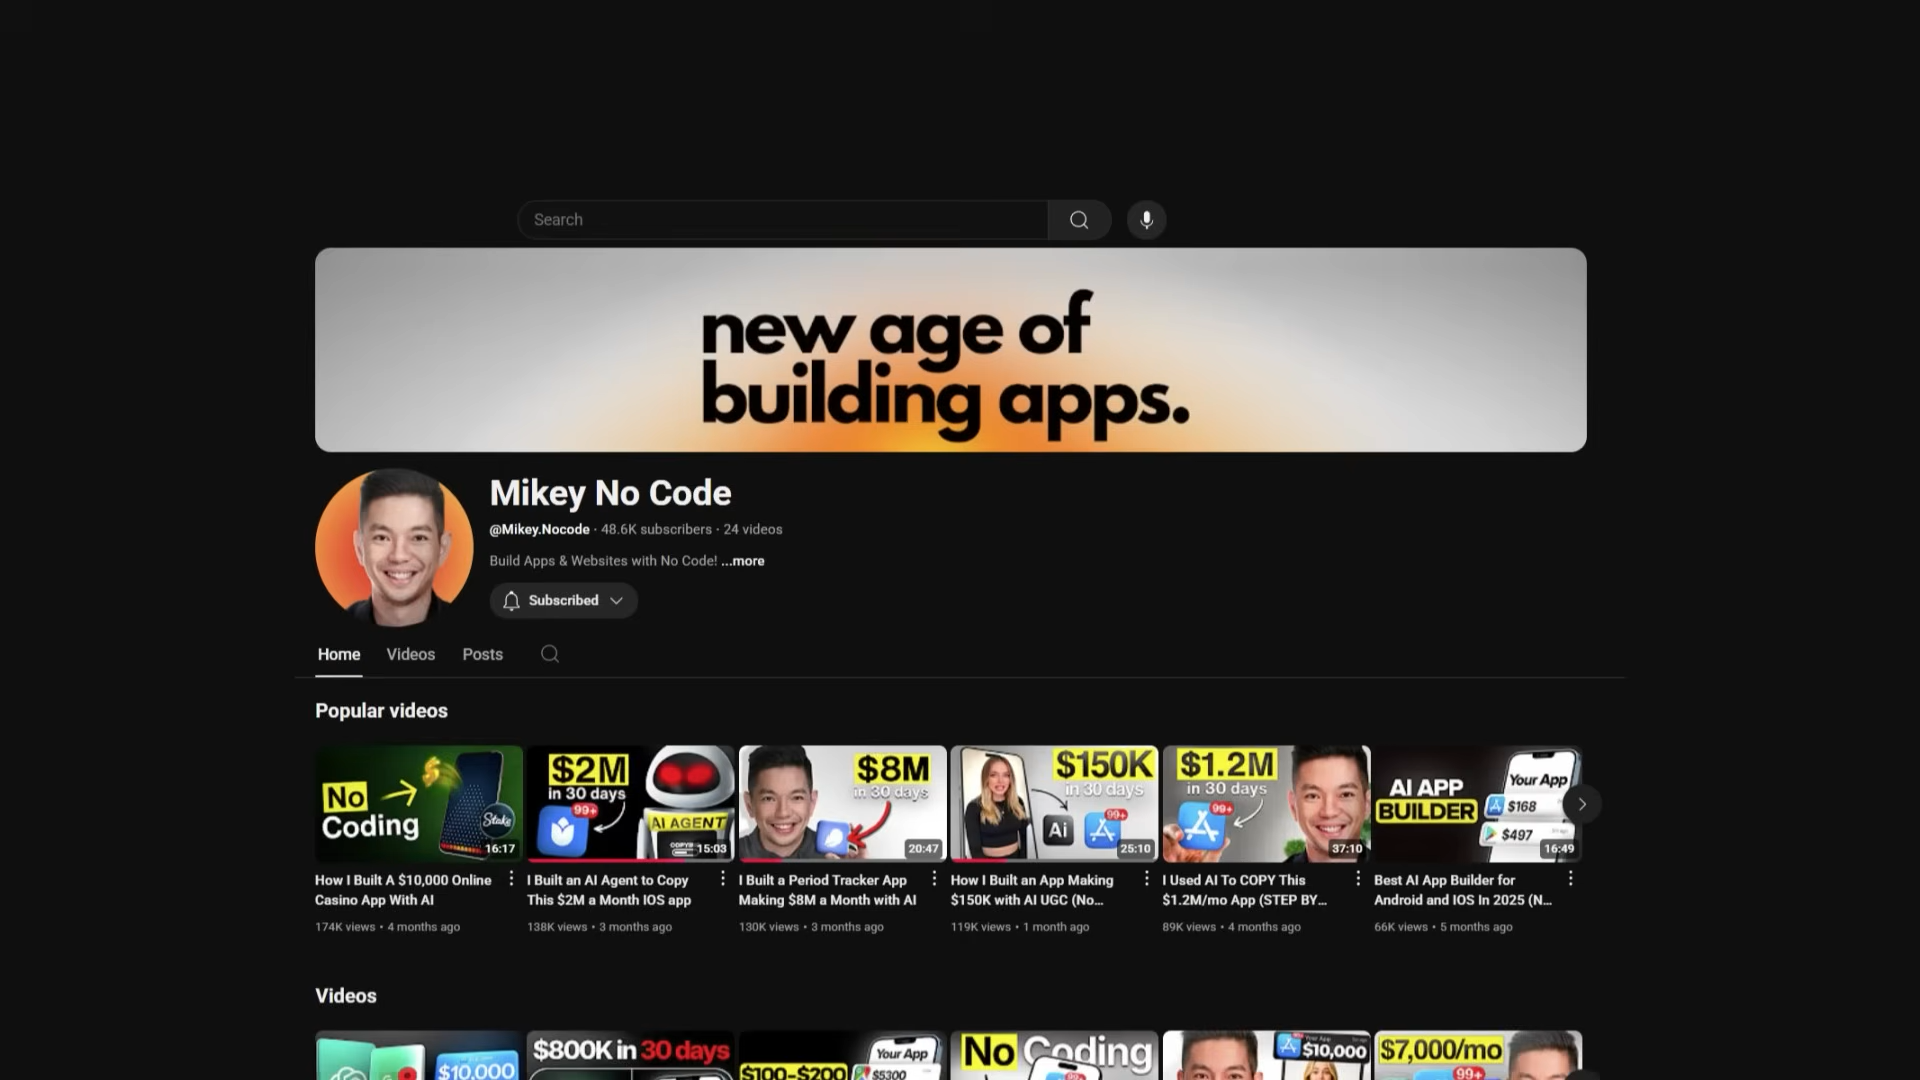 Search
new age of
building apps.
Mikey No Code
@Mikey.Nocode · 48.6K subscribers · 24 videos
Build Apps & Websites with No Code! ...more
Subscribed
Home Videos Posts
Popular videos
No
Coding
Stake
16:17
$2M
in 30 days
99+
AI AGENT
15:03
$8M
in 30 days
20:47
$150K
in 30 days
99+
Ai
25:10
$1.2M
in 30 days
99+
37:10
AI APP
BUILDER
Your App
$168
$497
16:49
How I Built A $10,000 Online
Casino App With AI
174K views • 4 months ago
I Built an AI Agent to Copy
This $2M a Month IOS app
138K views • 3 months ago
I Built a Period Tracker App
Making $8M a Month with AI
130K views • 3 months ago
How I Built an App Making
$150K with AI UGC (No...
119K views • 1 month ago
I Used AI To COPY This
$1.2M/mo App (STEP BY...
89K views • 4 months ago
Best AI App Builder for
Android and IOS In 2025 (N...
66K views • 5 months ago
Videos
$10,000
$800K in 30 days
$100-$200
Your App
$5300
No Coding
99+
$10,000
$7,000/mo
99+